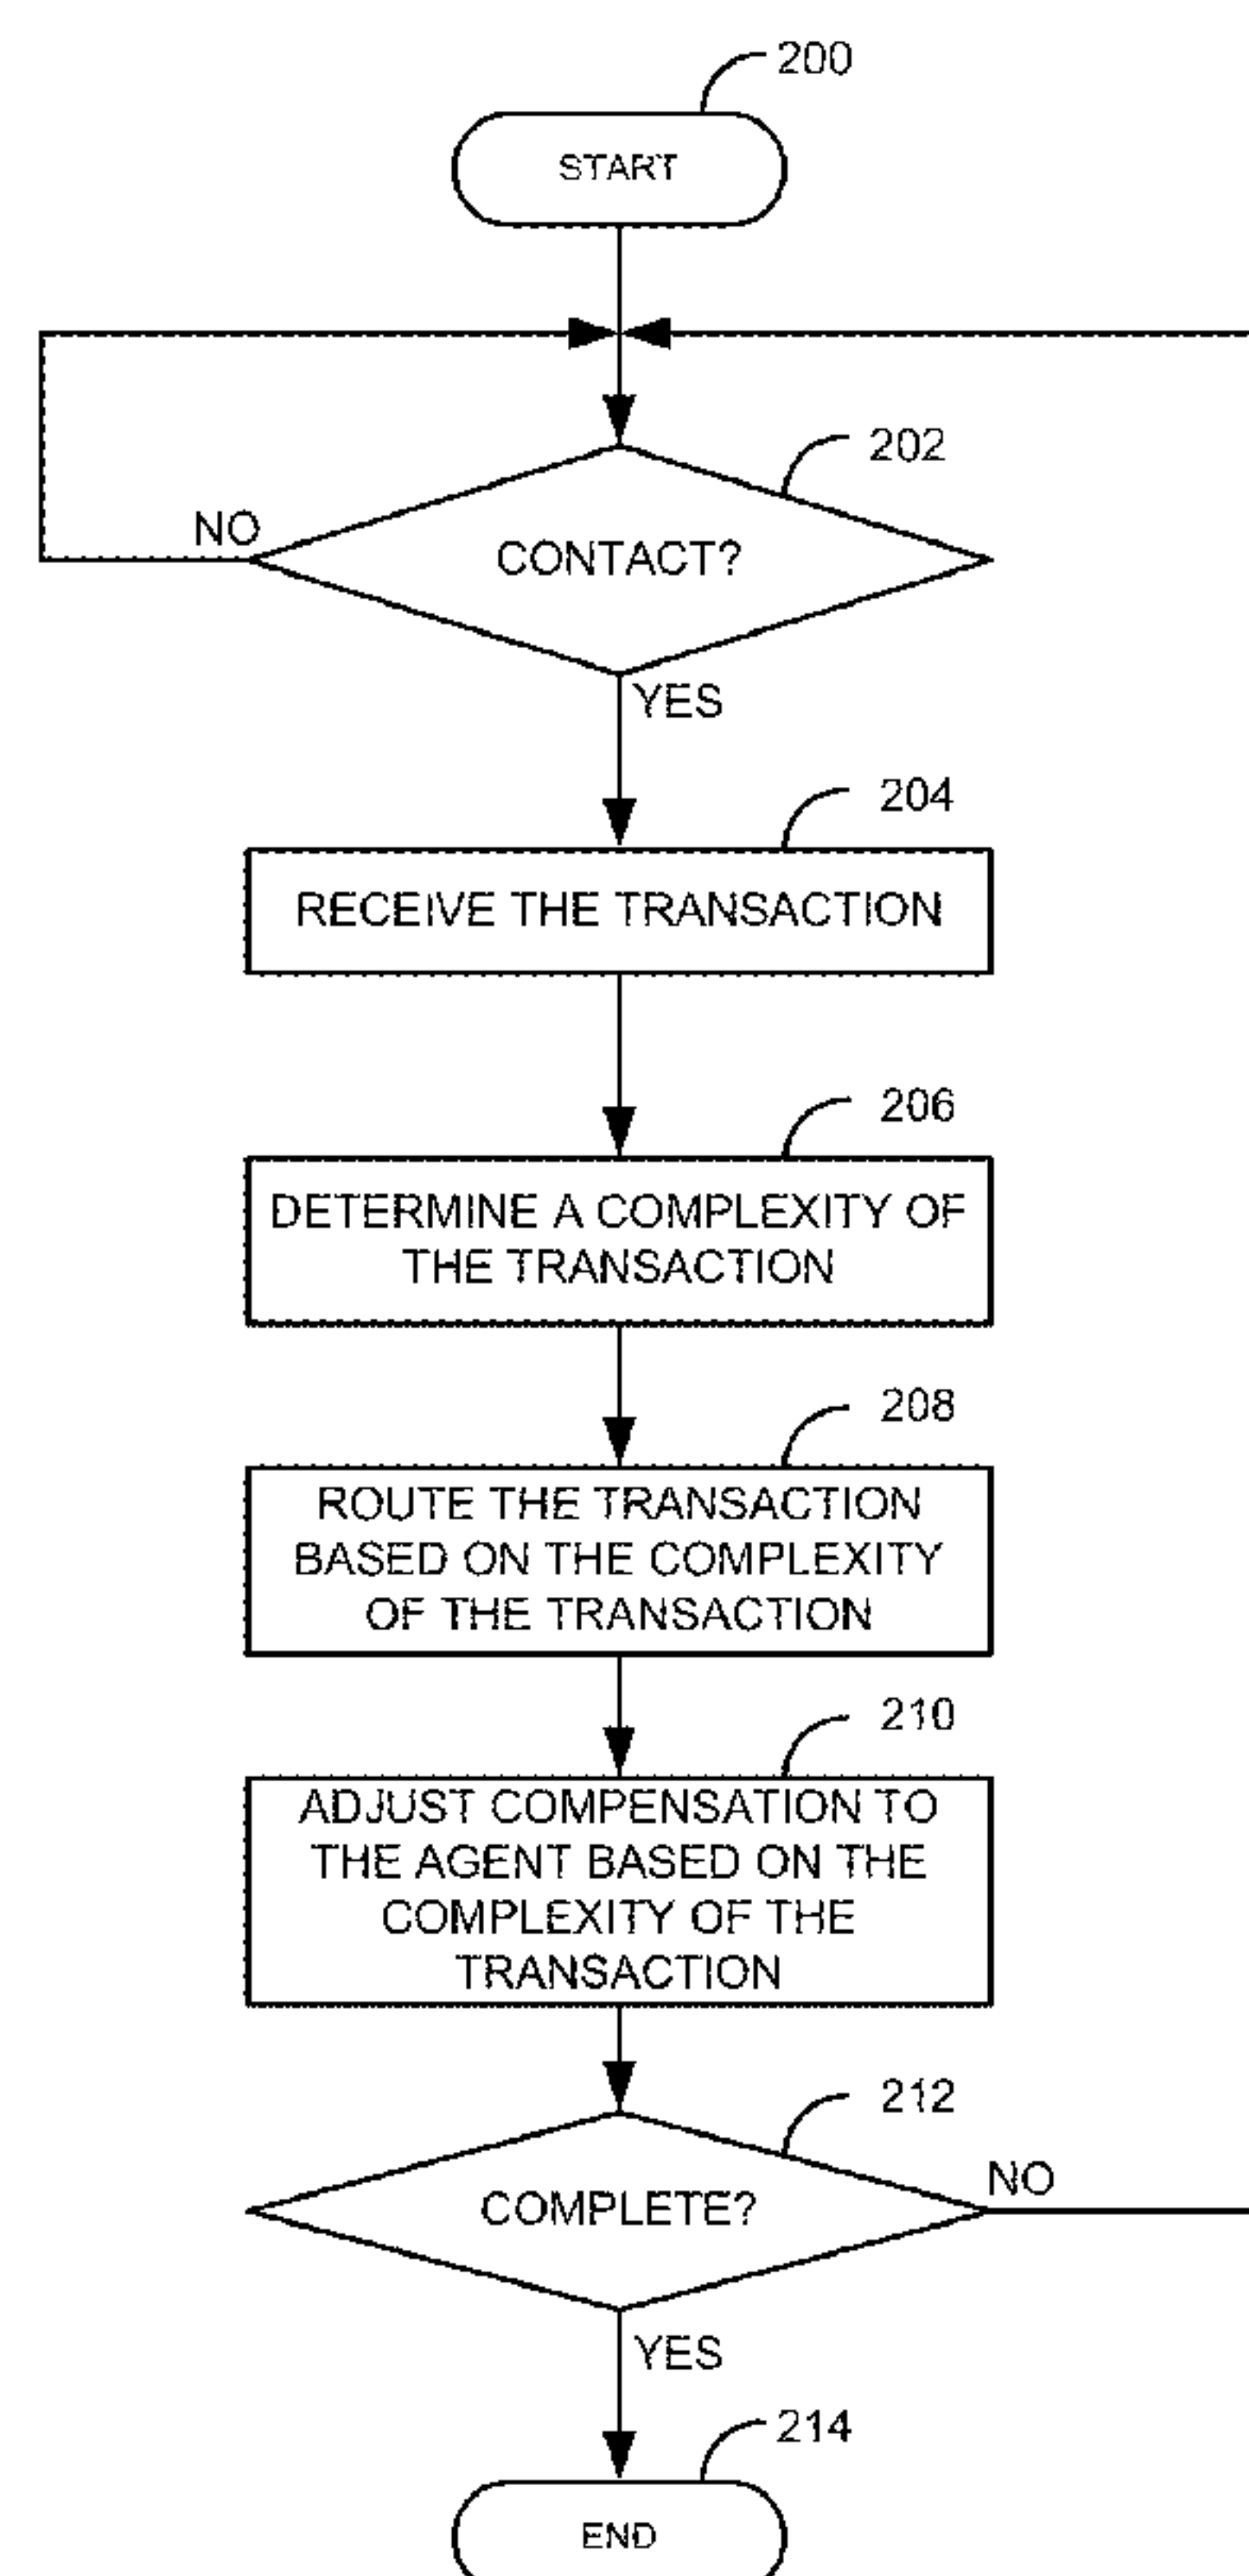 200
START
202
NO
CONTACT?
YES
204
RECEIVE THE TRANSACTION
206
DETERMINE A COMPLEXITY OF
THE TRANSACTION
208
ROUTE THE TRANSACTION
BASED ON THE COMPLEXITY
OF THE TRANSACTION
210
ADJUST COMPENSATION TO
THE AGENT BASED ON THE
COMPLEXITY OF THE
TRANSACTION
212
NO
COMPLETE?
YES
214
END